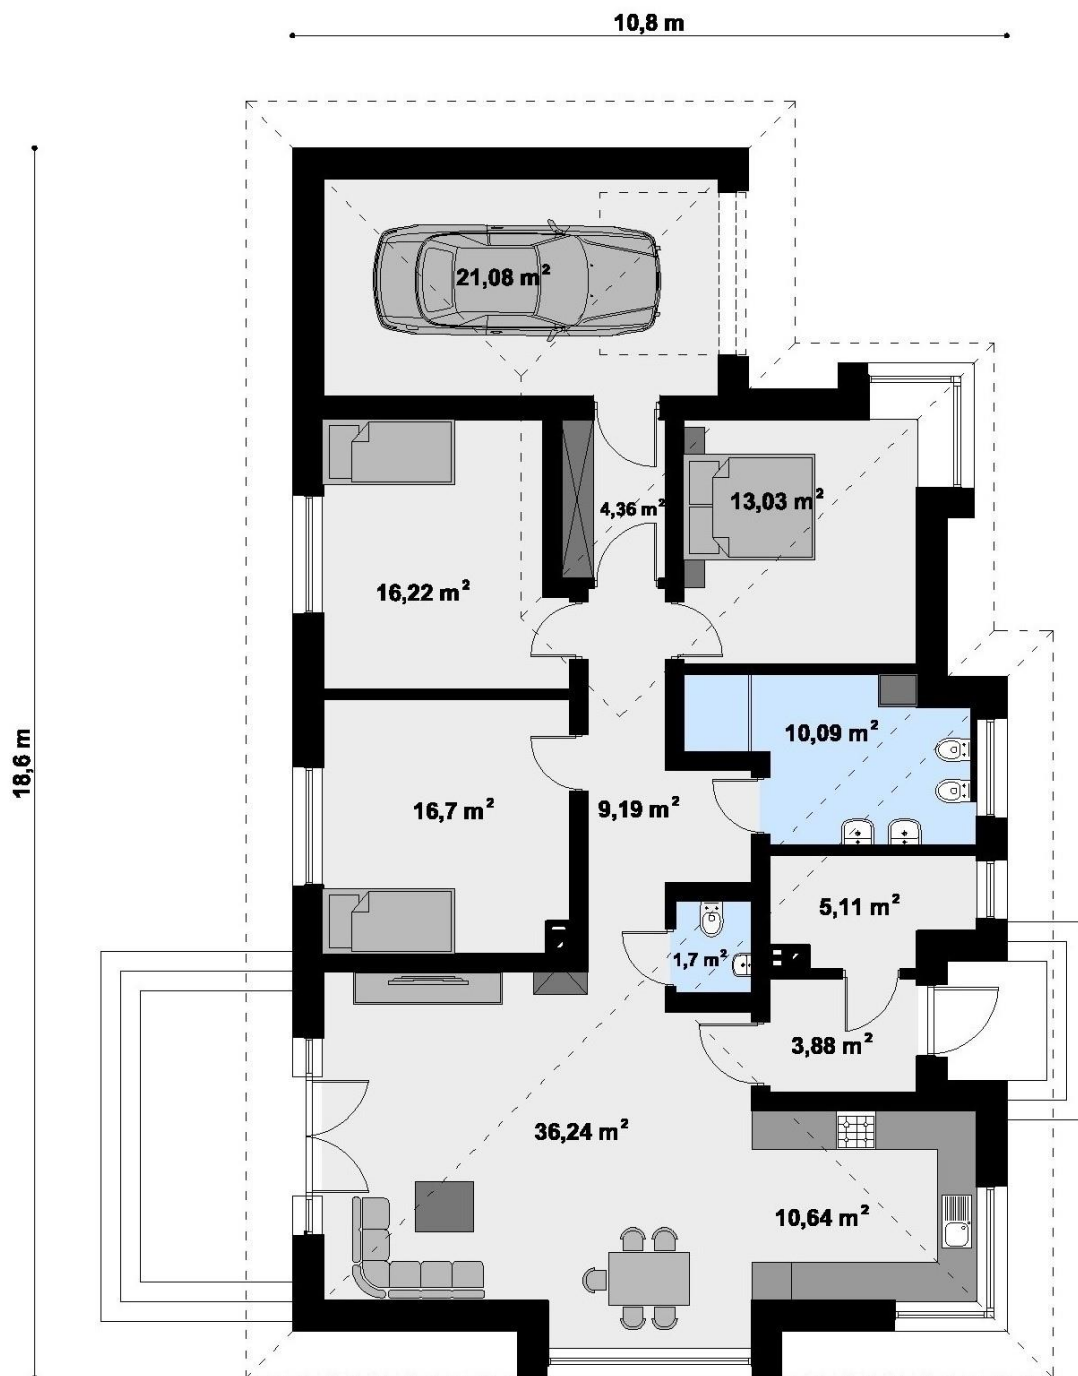 10,8 m
21,08 m²
13,03 m²
4,36 m²
16,22 m²
18,6 m
10,09 m²
16,7 m²
9,19 m²
5,11 m²
1,7 m²
3,88 m²
36,24 m²
10,64 m²